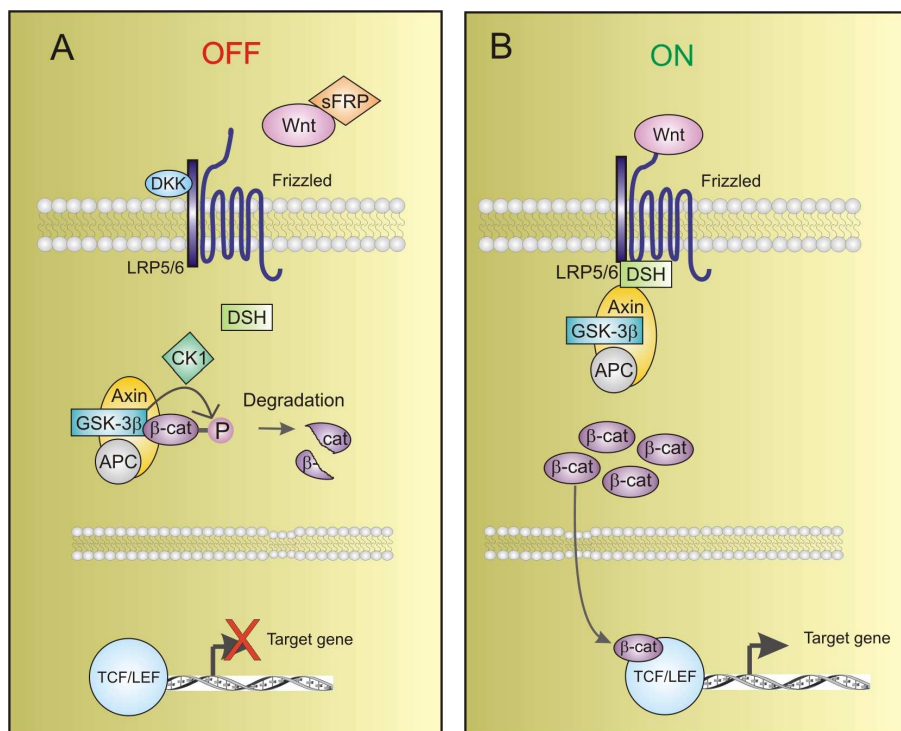 A
OFF
sFRP
Wnt
DKK
Frizzled
LRP5/6
DSH
CK1
Axin
Degradation
GSK-3β
β-cat
P
cat
β-
APC
Target gene
TCF/LEF
B
ON
Wnt
Frizzled
LRP5/6
DSH
Axin
GSK-3β
APC
β-cat
β-cat
β-cat
β-cat
β-cat
Target gene
TCF/LEF